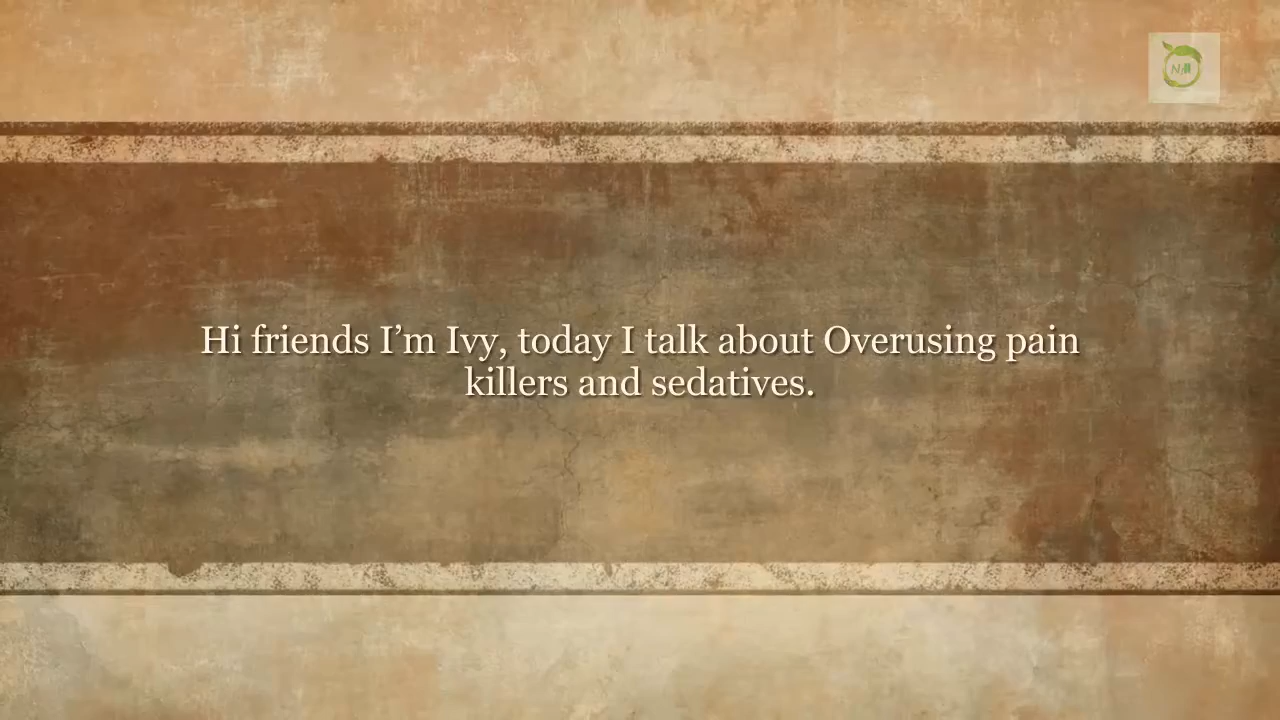 Hi friends I’m Ivy, today I talk about Overusing pain
killers and sedatives.